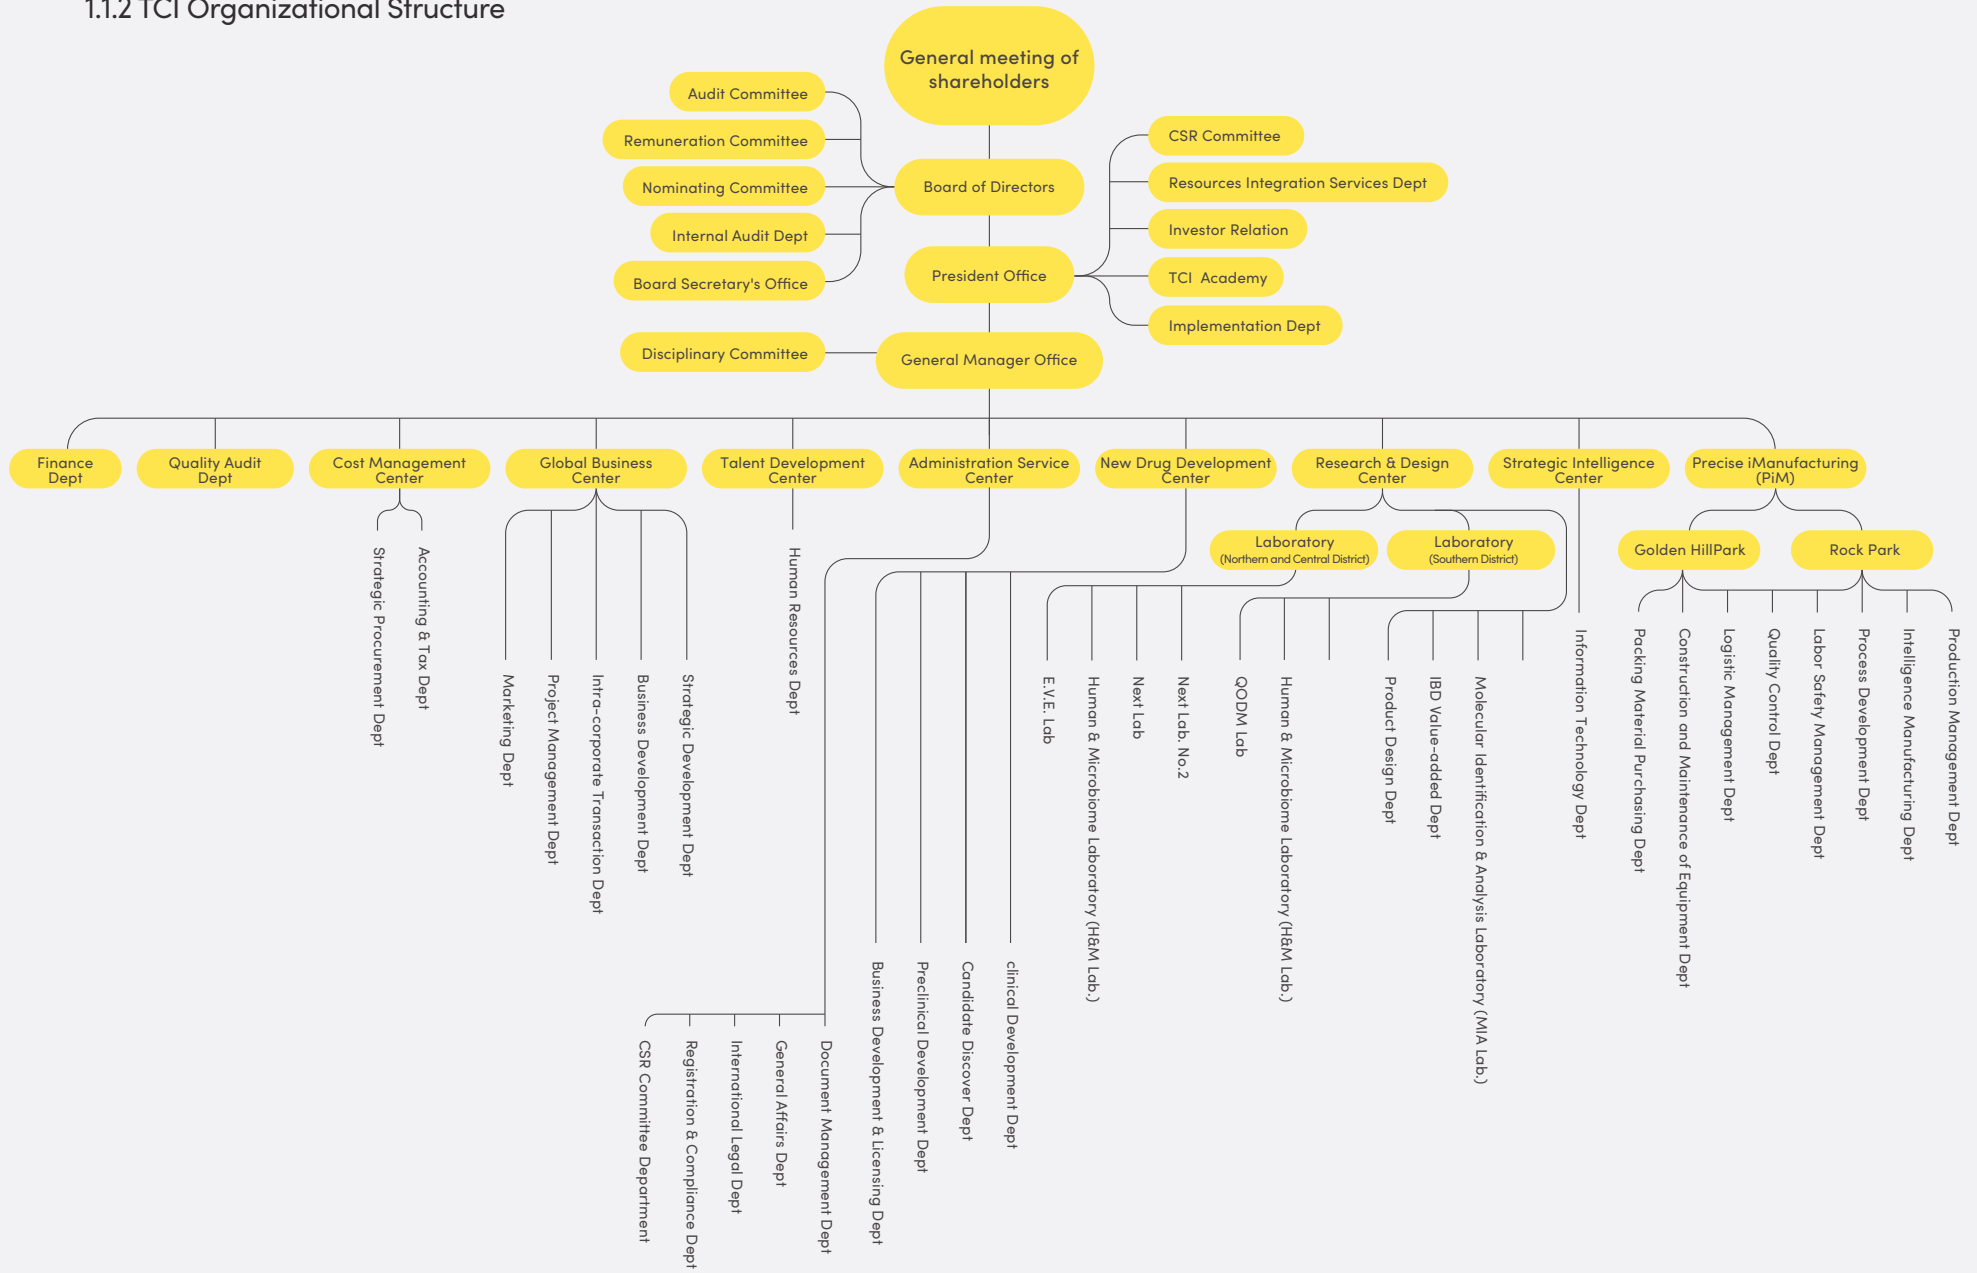 1.1.2 TCI Organizational Structure
General meeting of
shareholders
Audit Committee
Remuneration Committee
Nominating Committee
Internal Audit Dept
Board Secretary's Office
Board of Directors
CSR Committee
Resources Integration Services Dept
Investor Relation
TCI Academy
Implementation Dept
President Office
Disciplinary Committee
General Manager Office
Finance
Dept
Quality Audit
Dept
Cost Management
Center
Global Business
Center
Talent Development
Center
Administration Service
Center
New Drug Development
Center
Research & Design
Center
Strategic Intelligence
Center
Precise iManufacturing
(PiM)
Laboratory
(Northern and Central District)
Laboratory
(Southern District)
Golden HillPark
Rock Park
Strategic Procurement Dept
Accounting & Tax Dept
Marketing Dept
Project Management Dept
Intra-corporate Transaction Dept
Business Development Dept
Strategic Development Dept
Human Resources Dept
CSR Committee Department
Registration & Compliance Dept
International Legal Dept
General Affairs Dept
Document Management Dept
Business Development & Licensing Dept
Preclinical Development Dept
Candidate Discover Dept
clinical Development Dept
E.V.E. Lab
Human & Microbiome Laboratory (H&M Lab.)
Next Lab
Next Lab. No.2
QODM Lab
Human & Microbiome Laboratory (H&M Lab.)
Product Design Dept
IBD Value-added Dept
Molecular Identification & Analysis Laboratory (MIA Lab.)
Information Technology Dept
Packing Material Purchasing Dept
Construction and Maintenance of Equipment Dept
Logistic Management Dept
Quality Control Dept
Labor Safety Management Dept
Process Development Dept
Intelligence Manufacturing Dept
Production Management Dept